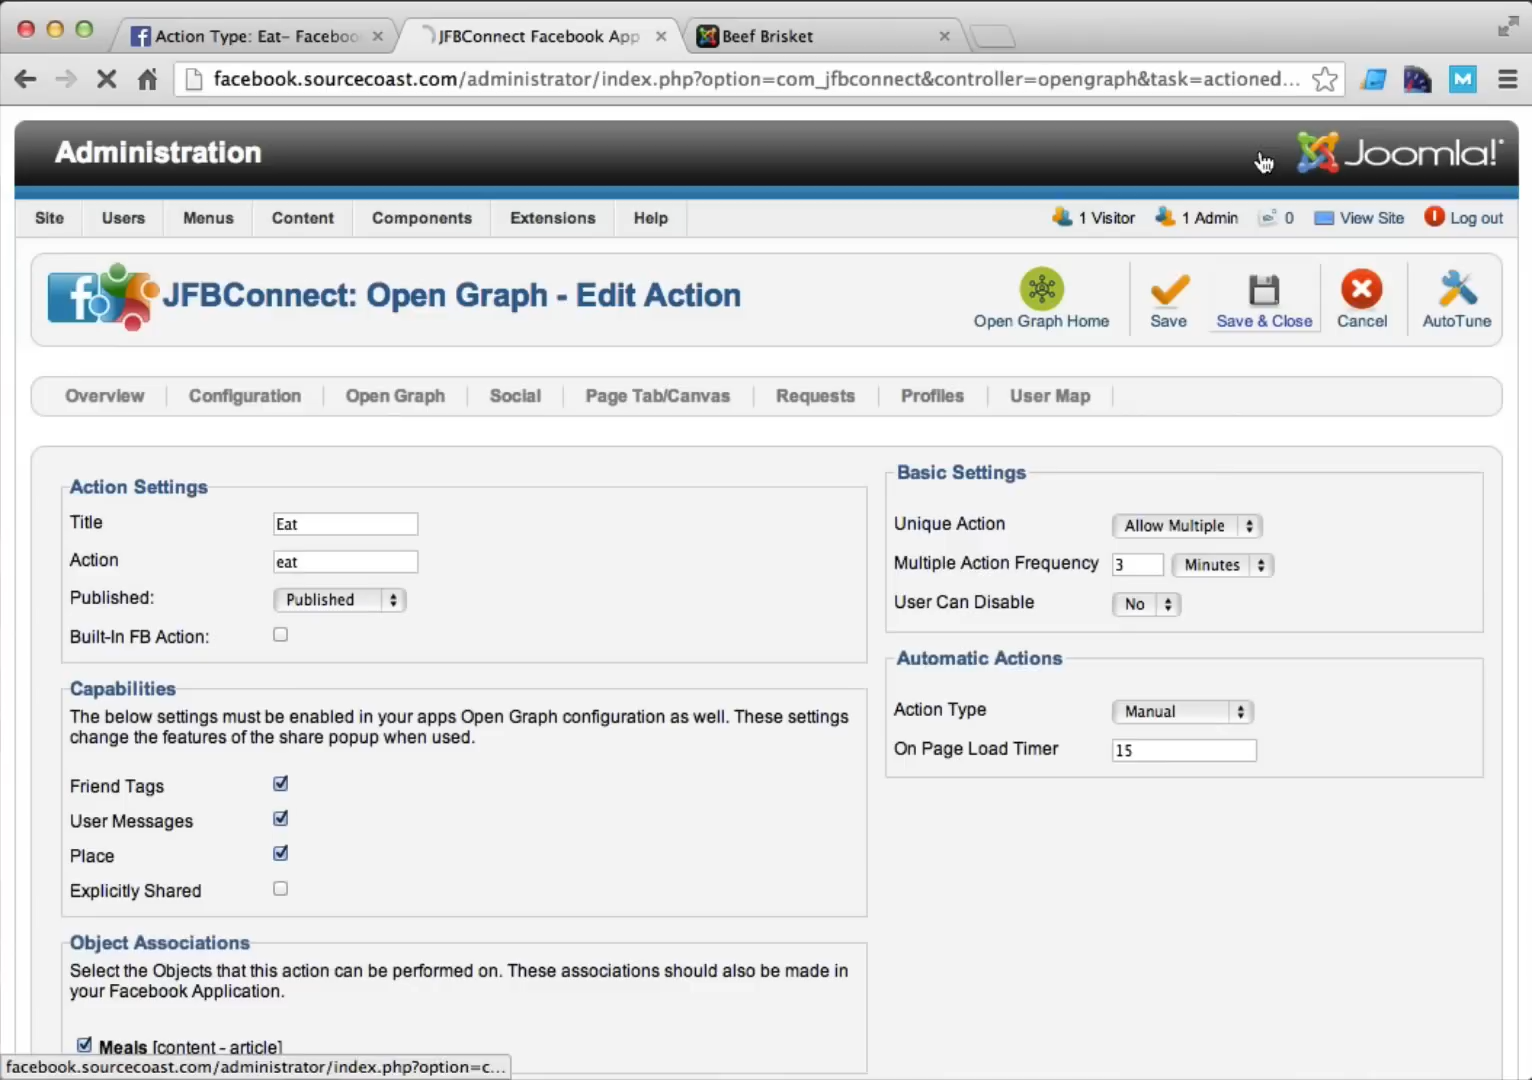 Action Type: Eat– Faceboo
JFBConnect Facebook App
Beef Brisket
facebook.sourcecoast.com/administrator/index.php?option=com_jfbconnect&controller=opengraph&task=actioned...
Administration
Joomla!
Site Users Menus Content Components Extensions Help
1 Visitor 1 Admin 0 View Site Log out
JFBConnect: Open Graph - Edit Action
Open Graph Home Save Save & Close Cancel AutoTune
Overview Configuration Open Graph Social Page Tab/Canvas Requests Profiles User Map
Action Settings
Title Eat
Action eat
Published: Published
Built-In FB Action:
Capabilities
The below settings must be enabled in your apps Open Graph configuration as well. These settings
change the features of the share popup when used.
Friend Tags
User Messages
Place
Explicitly Shared
Object Associations
Select the Objects that this action can be performed on. These associations should also be made in
your Facebook Application.
Meals [content - article]
Basic Settings
Unique Action Allow Multiple
Multiple Action Frequency 3 Minutes
User Can Disable No
Automatic Actions
Action Type Manual
On Page Load Timer 15
facebook.sourcecoast.com/administrator/index.php?option=c...